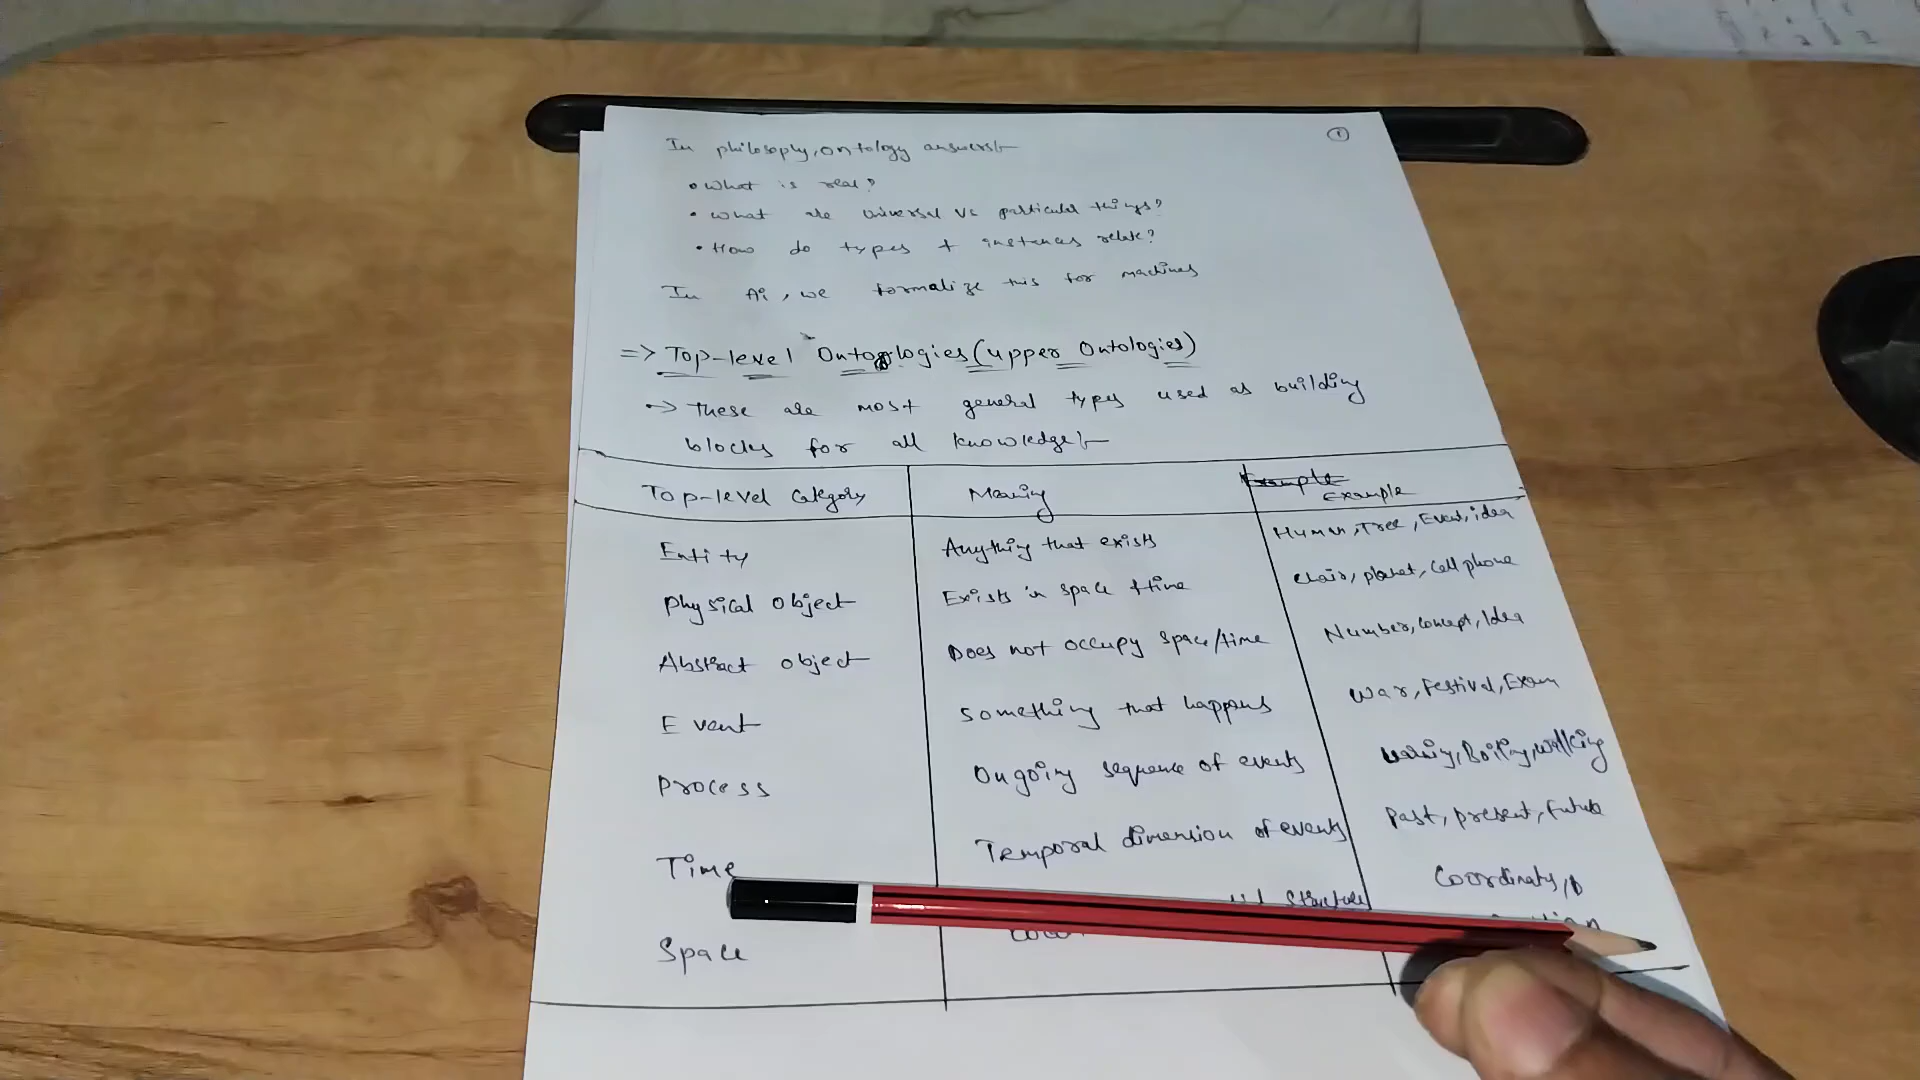 ①
In philosophy, ontology answers:-
• What is real?
• What are universal vs particular things?
• How do types + instances relate?
In Ai, we formalize this for machines
=> Top-level Ontologies (upper Ontologies)
-> These are most general types used as building
blocks for all knowledge:-
Top-level Category Meaning Example
Entity Anything that exists Human, Tree, Event, idea
Physical Object Exists in space + time Chair, planet, Cell phone
Abstract object Does not occupy space/time Number, Concept, Idea
Event Something that happens War, Festival, Exam
Process Ongoing sequence of events Boiling, walking
Time Temporal dimension of events Past, present, Future
Space structure Coordinates,